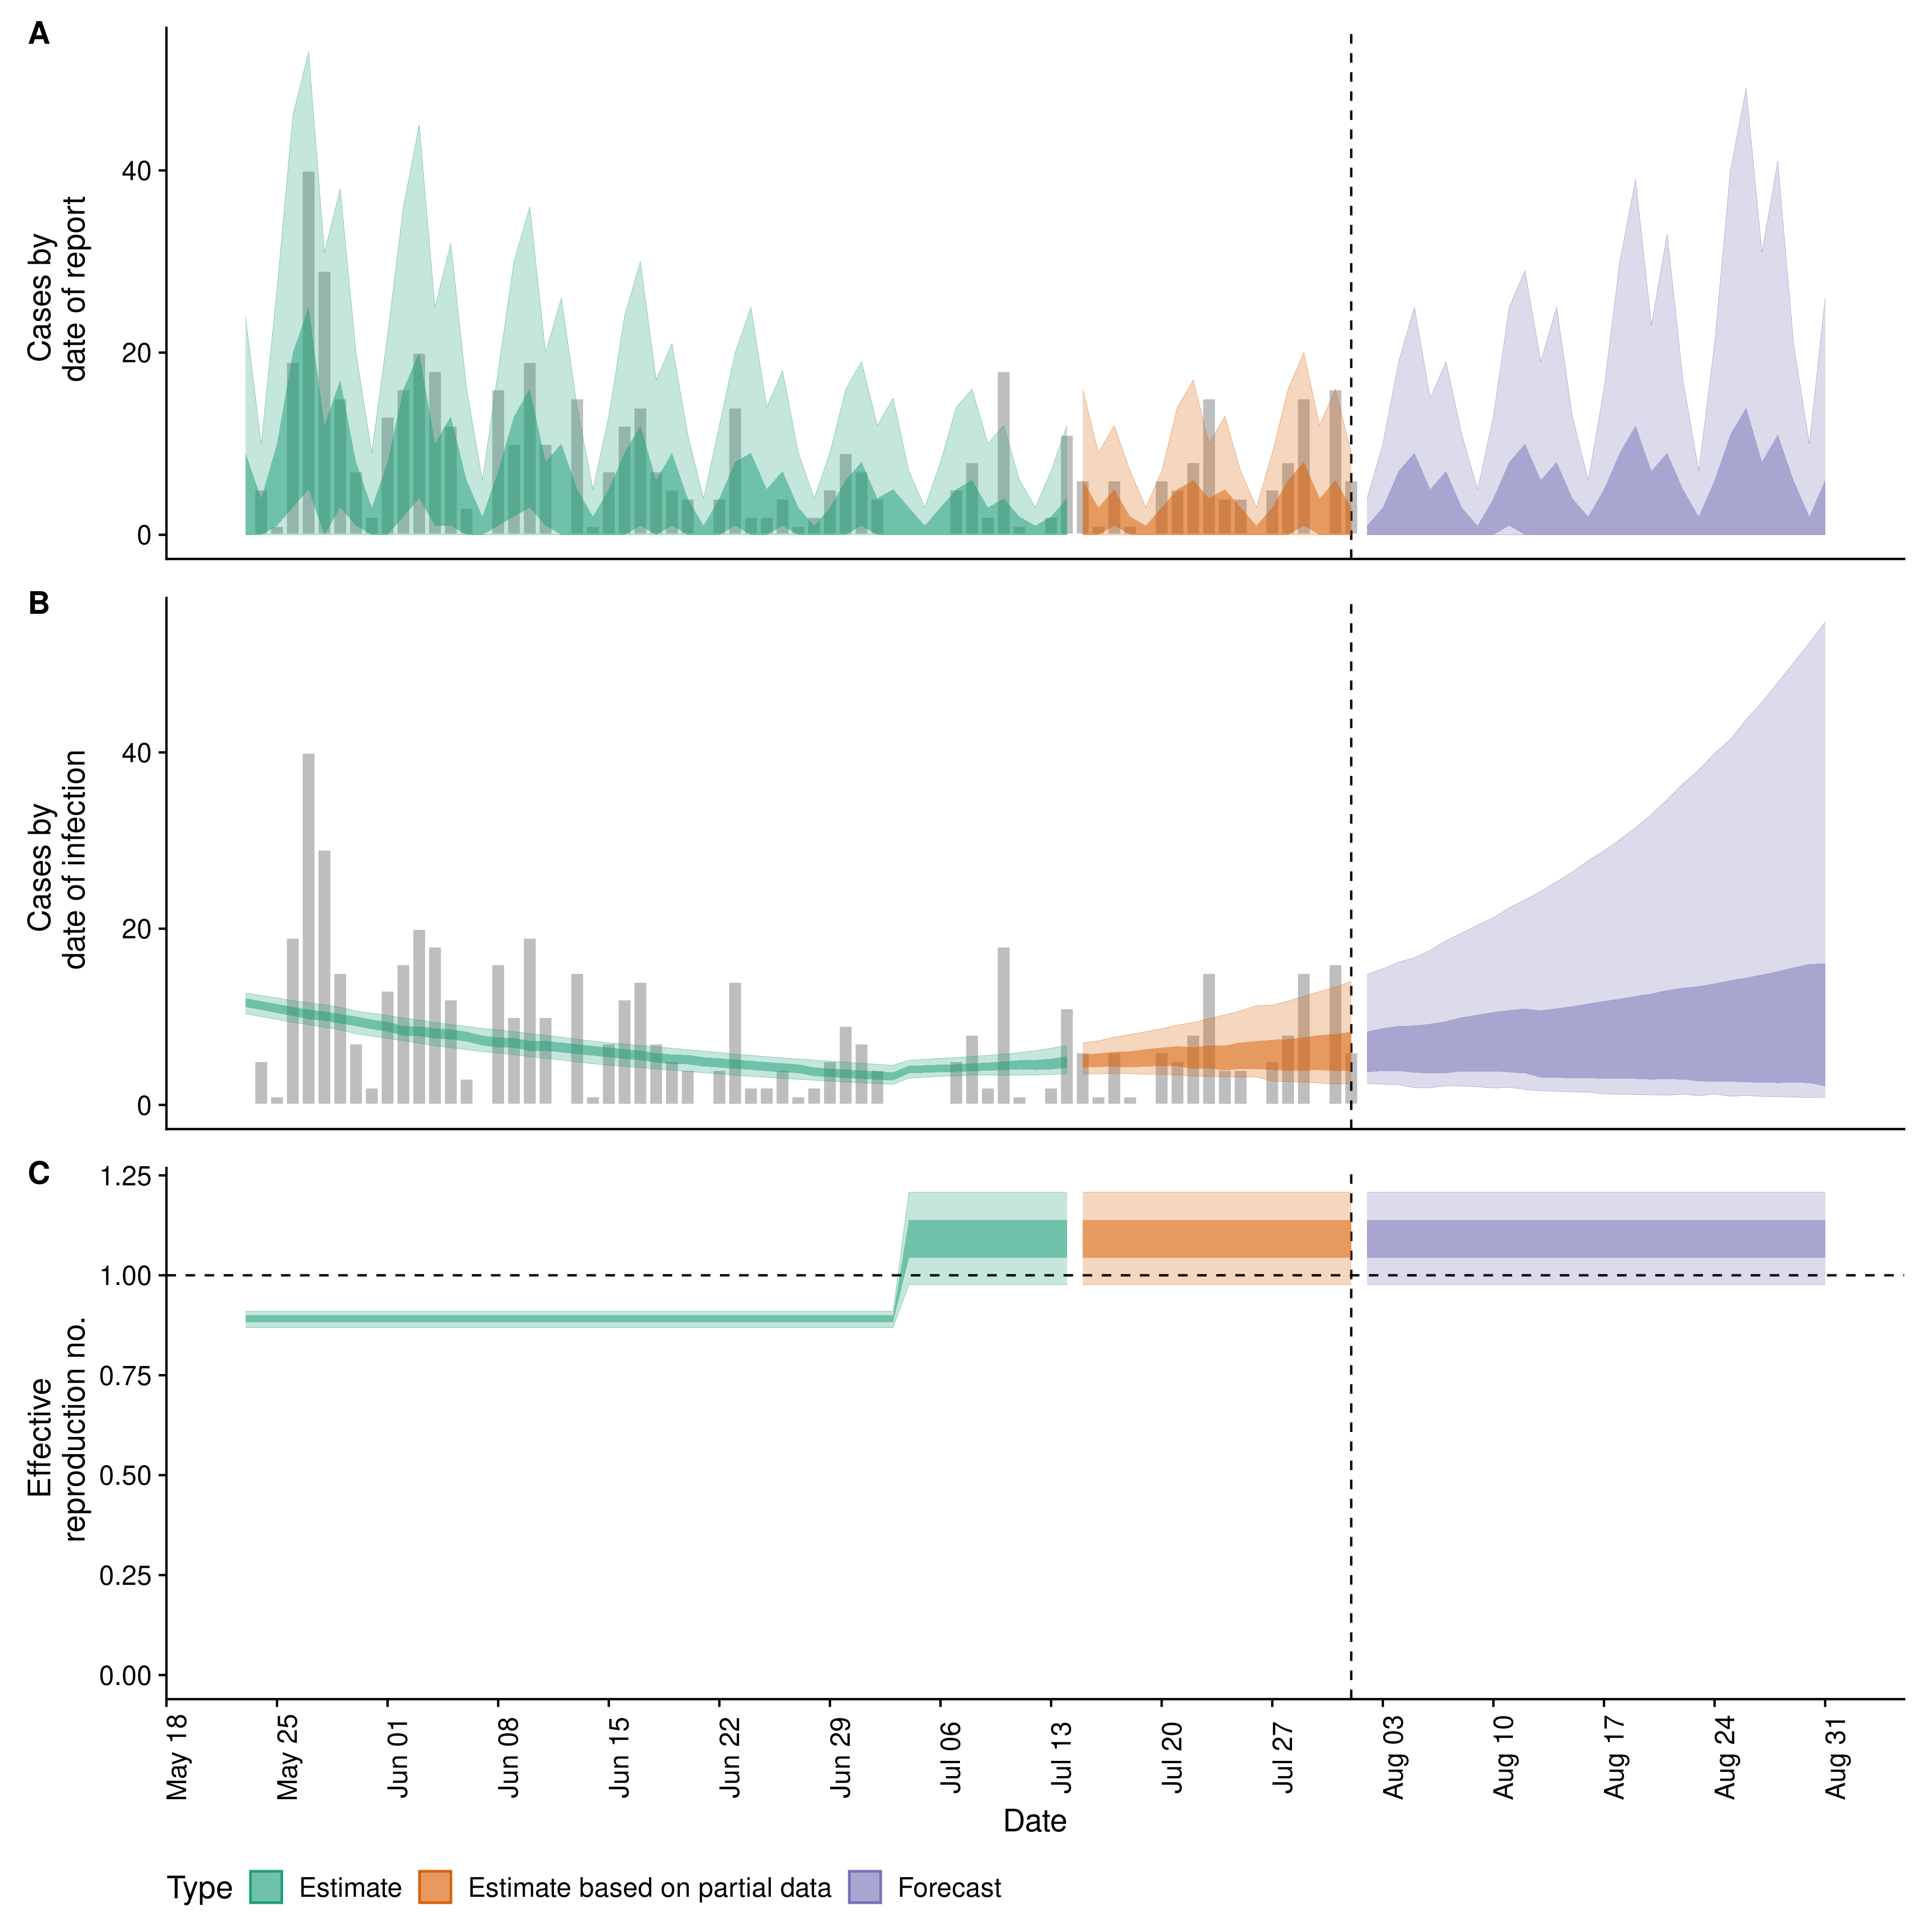 A
Cases by
date of report
40
20
0
B
Cases by
date of infection
40
20
0
C
Effective
reproduction no.
1.25
1.00
0.75
0.50
0.25
0.00
May 18
May 25
Jun 01
Jun 08
Jun 15
Jun 22
Jun 29
Jul 06
Jul 13
Jul 20
Jul 27
Aug 03
Aug 10
Aug 17
Aug 24
Aug 31
Date
Type Estimate Estimate based on partial data Forecast